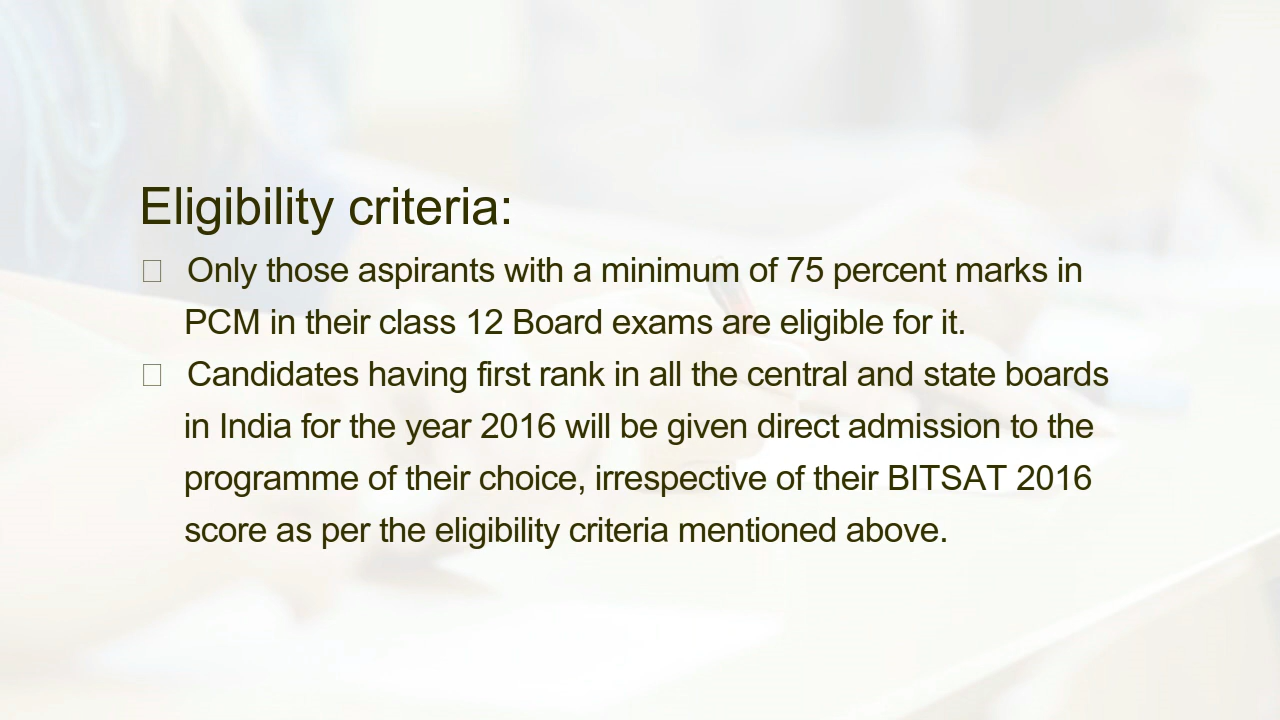 Eligibility criteria:
Only those aspirants with a minimum of 75 percent marks in
PCM in their class 12 Board exams are eligible for it.
Candidates having first rank in all the central and state boards
in India for the year 2016 will be given direct admission to the
programme of their choice, irrespective of their BITSAT 2016
score as per the eligibility criteria mentioned above.